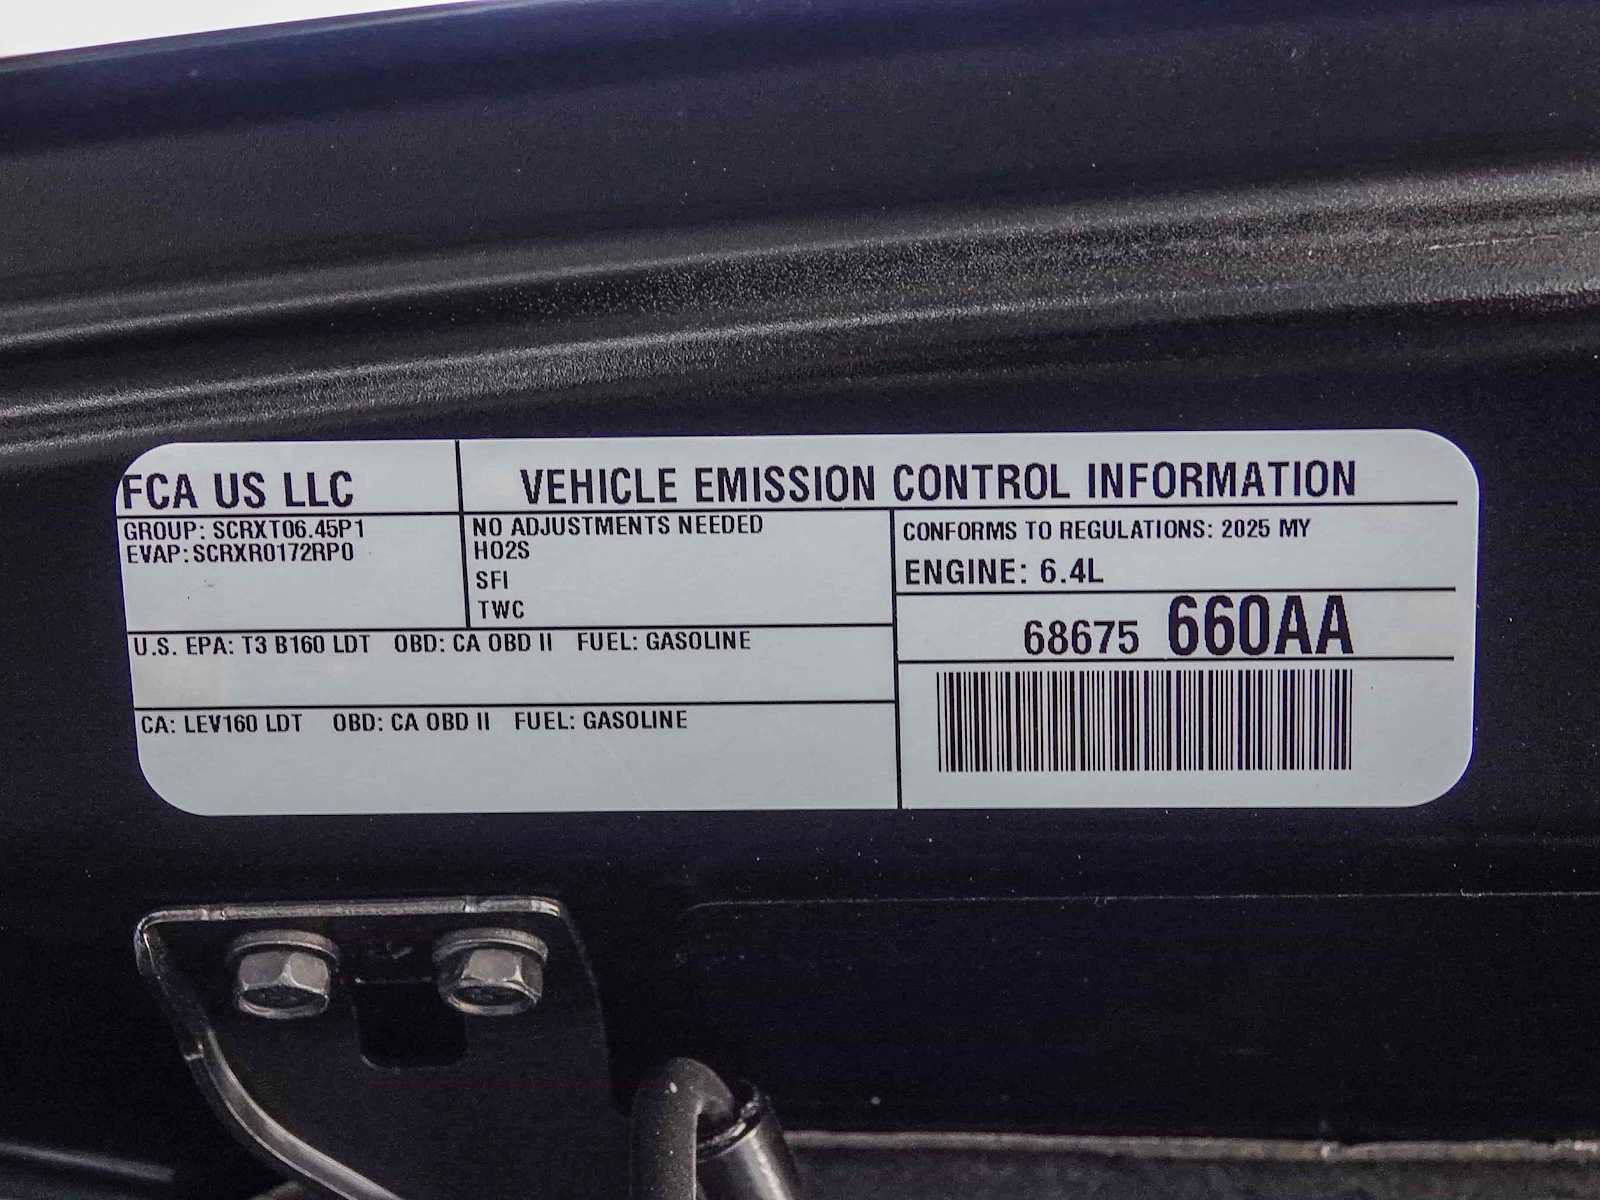 FCA US LLC
VEHICLE EMISSION CONTROL INFORMATION
GROUP: SCRXT06.45P1
EVAP: SCRXR0172RP0
NO ADJUSTMENTS NEEDED
HO2S
SFI
TWC
CONFORMS TO REGULATIONS: 2025 MY
ENGINE: 6.4L
68675 660AA
U.S. EPA: T3 B160 LDT OBD: CA OBD II FUEL: GASOLINE
CA: LEV160 LDT OBD: CA OBD II FUEL: GASOLINE